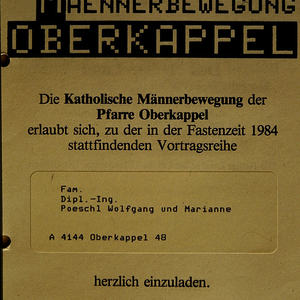 MAENNERBEWEGUNG
OBERKAPPEL
Die Katholische Männerbewegung der
Pfarre Oberkappel
erlaubt sich, zu der in der Fastenzeit 1984
stattfindenden Vortragsreihe
Fam.
Dipl.-Ing.
Poeschl Wolfgang und Marianne
A 4144 Oberkappel 48
herzlich einzuladen.